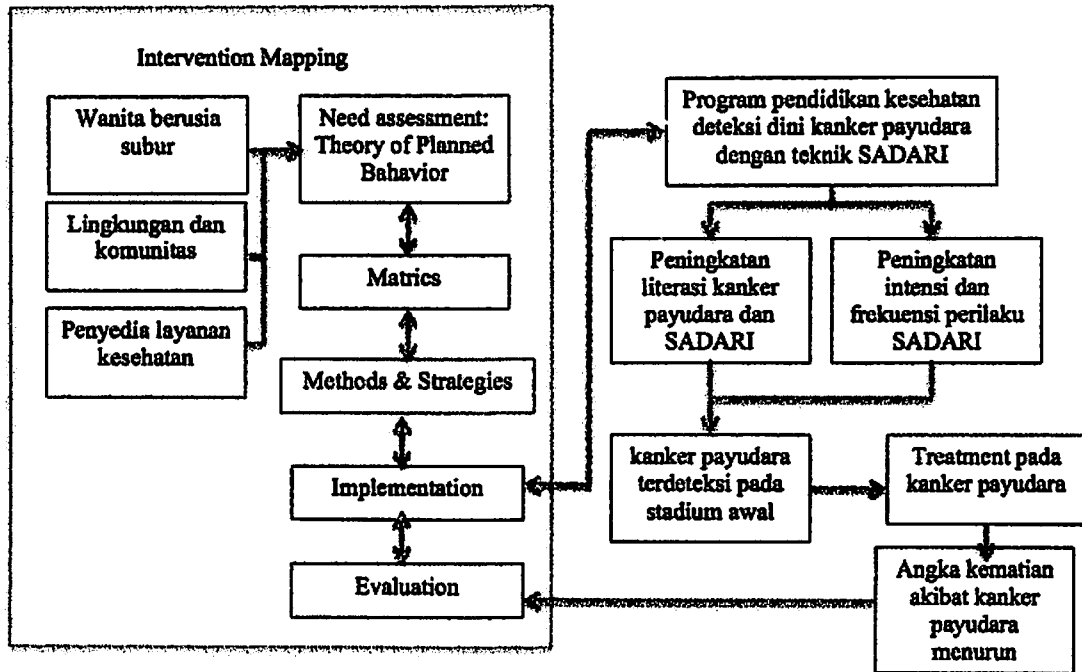 Intervention Mapping
Wanita berusia
subur
Lingkungan dan
komunitas
Penyedia layanan
kesehatan
Need assessment:
Theory of Planned
Bahavior
Matrics
Methods & Strategies
Implementation
Evaluation
Program pendidikan kesehatan
deteksi dini kanker payudara
dengan teknik SADARI
Peningkatan
literasi kanker
payudara dan
SADARI
Peningkatan
intensi dan
frekuensi perilaku
SADARI
kanker payudara
terdeteksi pada
stadium awal
Treatment pada
kanker payudara
Angka kematian
akibat kanker
payudara
menurun